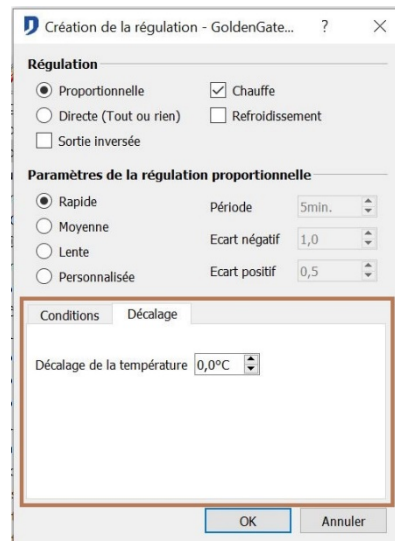 Création de la régulation - GoldenGate... ? ×
Régulation
Proportionnelle
Chauffe
Directe (Tout ou rien)
Refroidissement
Sortie inversée
Paramètres de la régulation proportionnelle
Rapide
Période 5min.
Moyenne
Ecart négatif 1,0
Lente
Ecart positif 0,5
Personnalisée
Conditions Décalage
Décalage de la température 0,0°C
OK Annuler